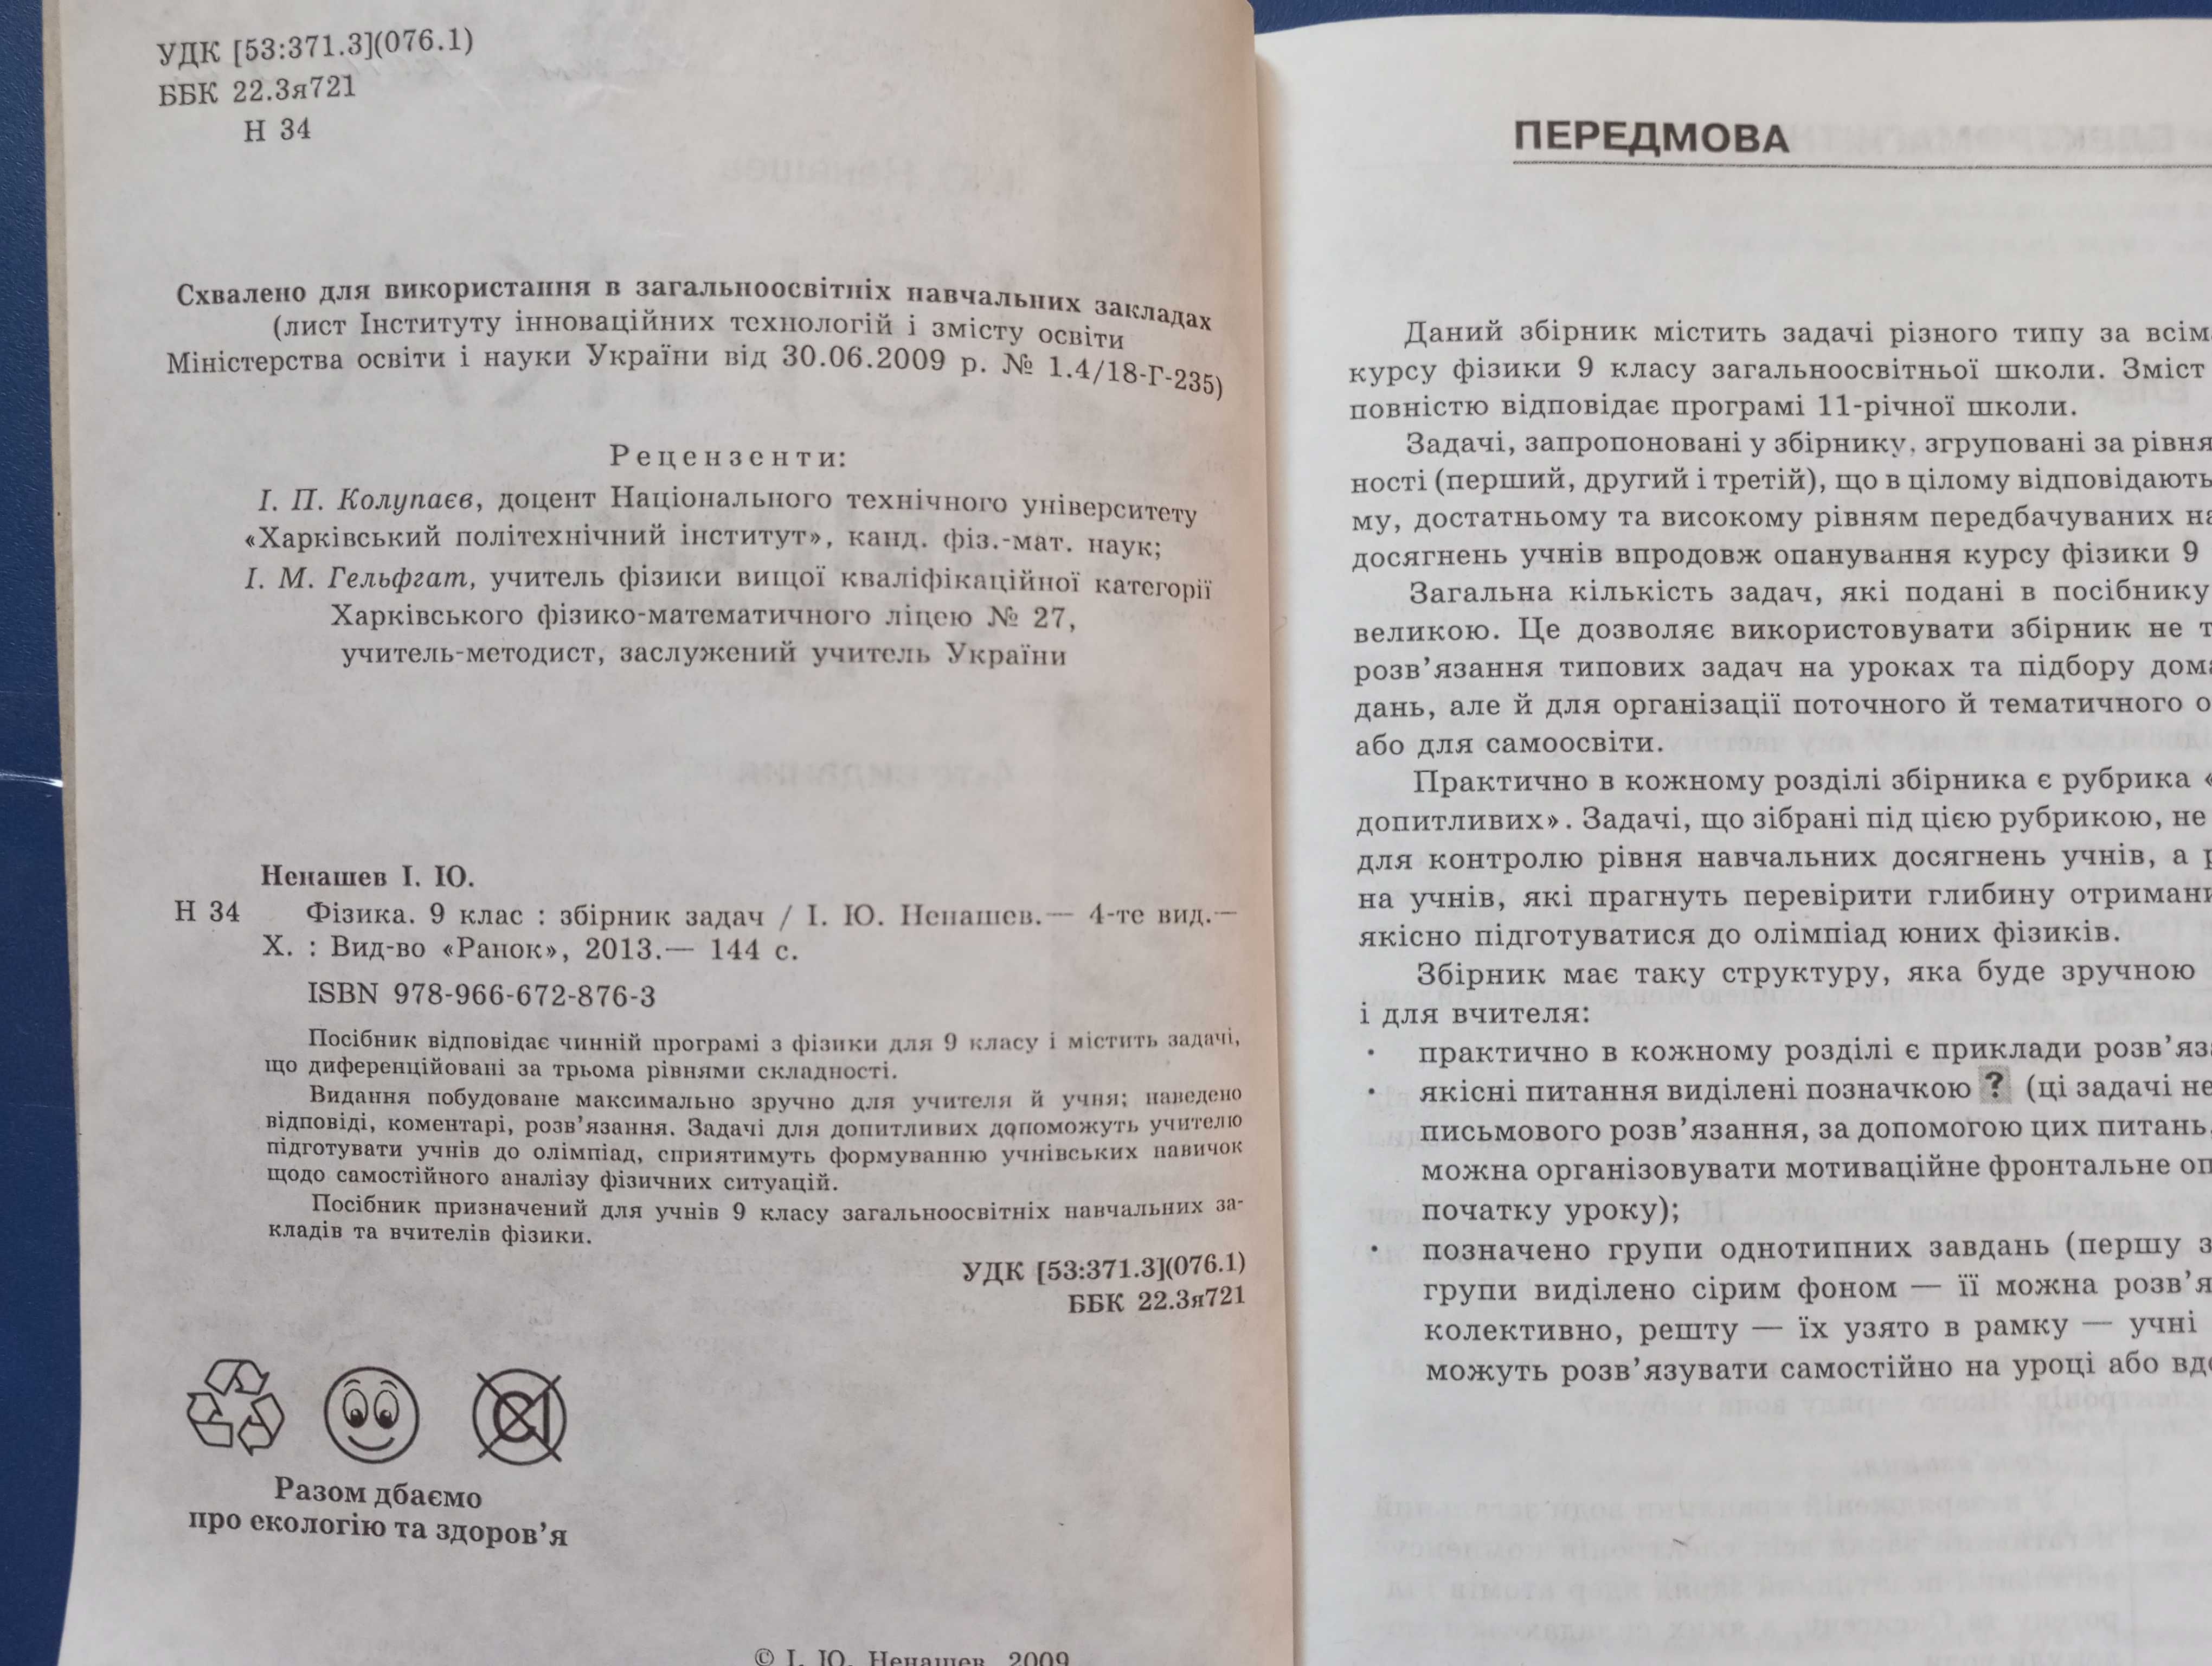 УДК [53:371.3](076.1)
ББК 22.3я721
Н 34
Схвалено для використання в загальноосвітніх навчальних закладах
(лист Інституту інноваційних технологій і змісту освіти
Міністерства освіти і науки України від 30.06.2009 р. № 1.4/18-Г-235)
Рецензенти:
І. П. Колупаєв, доцент Національного технічного університету
«Харківський політехнічний інститут», канд. фіз.-мат. наук;
І. М. Гельфгат, учитель фізики вищої кваліфікаційної категорії
Харківського фізико-математичного ліцею № 27,
учитель-методист, заслужений учитель України
Ненашев І. Ю.
Н 34 Фізика. 9 клас : збірник задач / І. Ю. Ненашев.— 4-те вид.—
Х. : Вид-во «Ранок», 2013.— 144 с.
ISBN 978-966-672-876-3
Посібник відповідає чинній програмі з фізики для 9 класу і містить задачі,
що диференційовані за трьома рівнями складності.
Видання побудоване максимально зручно для учителя й учня; наведено
відповіді, коментарі, розв'язання. Задачі для допитливих допоможуть учителю
підготувати учнів до олімпіад, сприятимуть формуванню учнівських навичок
щодо самостійного аналізу фізичних ситуацій.
Посібник призначений для учнів 9 класу загальноосвітніх навчальних за-
кладів та вчителів фізики.
УДК [53:371.3](076.1)
ББК 22.3я721
Разом дбаємо
про екологію та здоров'я
© І. Ю. Ненашев, 2009
ПЕРЕДМОВА
Даний збірник містить задачі різного типу за всім
курсу фізики 9 класу загальноосвітньої школи. Зміст
повністю відповідає програмі 11-річної школи.
Задачі, запропоновані у збірнику, згруповані за рівня
ності (перший, другий і третій), що в цілому відповідають
му, достатньому та високому рівням передбачуваних на
досягнень учнів впродовж опанування курсу фізики 9
Загальна кількість задач, які подані в посібнику
великою. Це дозволяє використовувати збірник не т
розв'язання типових задач на уроках та підбору дома
дань, але й для організації поточного й тематичного о
або для самоосвіти.
Практично в кожному розділі збірника є рубрика «
допитливих». Задачі, що зібрані під цією рубрикою, не
для контролю рівня навчальних досягнень учнів, а р
на учнів, які прагнуть перевірити глибину отримани
якісно підготуватися до олімпіад юних фізиків.
Збірник має таку структуру, яка буде зручною
і для вчителя:
• практично в кожному розділі є приклади розв'яза
• якісні питання виділені позначкою ? (ці задачі не
письмового розв'язання, за допомогою цих питань
можна організовувати мотиваційне фронтальне оп
початку уроку);
• позначено групи однотипних завдань (першу з
групи виділено сірим фоном — її можна розв'я
колективно, решту — їх узято в рамку — учні
можуть розв'язувати самостійно на уроці або вдо